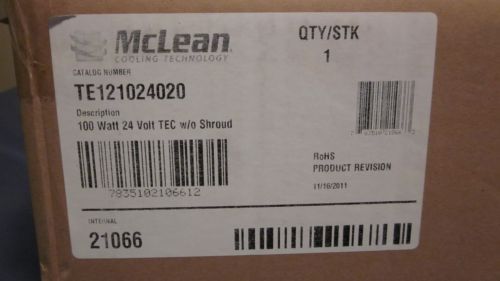 McLean.
COOLING TECHNOLOGY
QTY/STK
1
CATALOG NUMBER
TE121024020
Description
100 Watt 24 Volt TEC w/o Shroud
7835102106612
RoHS
PRODUCT REVISION
11/16/2011
INTERNAL
21066